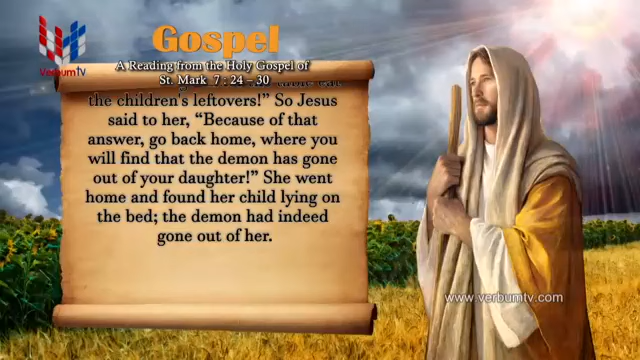 VerbumTV
Gospel
A Reading from the Holy Gospel of
St. Mark 7 : 24 – 30
the children's leftovers!” So Jesus
said to her, “Because of that
answer, go back home, where you
will find that the demon has gone
out of your daughter!” She went
home and found her child lying on
the bed; the demon had indeed
gone out of her.
www.verbumtv.com